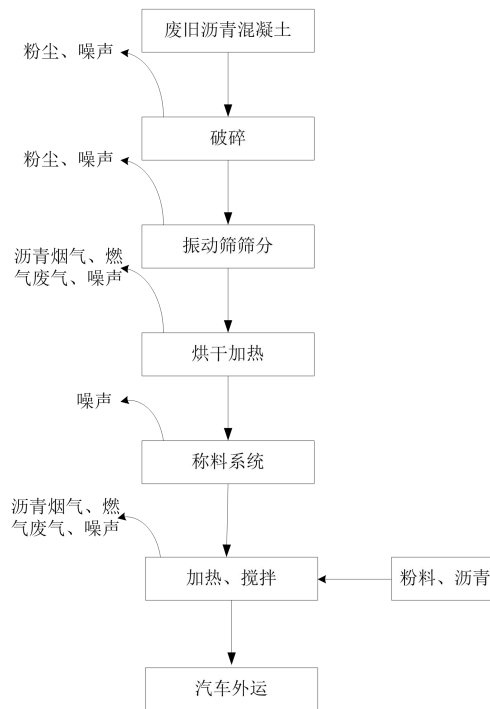 废旧沥青混凝土
粉尘、噪声
破碎
粉尘、噪声
振动筛筛分
沥青烟气、燃
气废气、噪声
烘干加热
噪声
称料系统
沥青烟气、燃
气废气、噪声
加热、搅拌
粉料、沥青
汽车外运